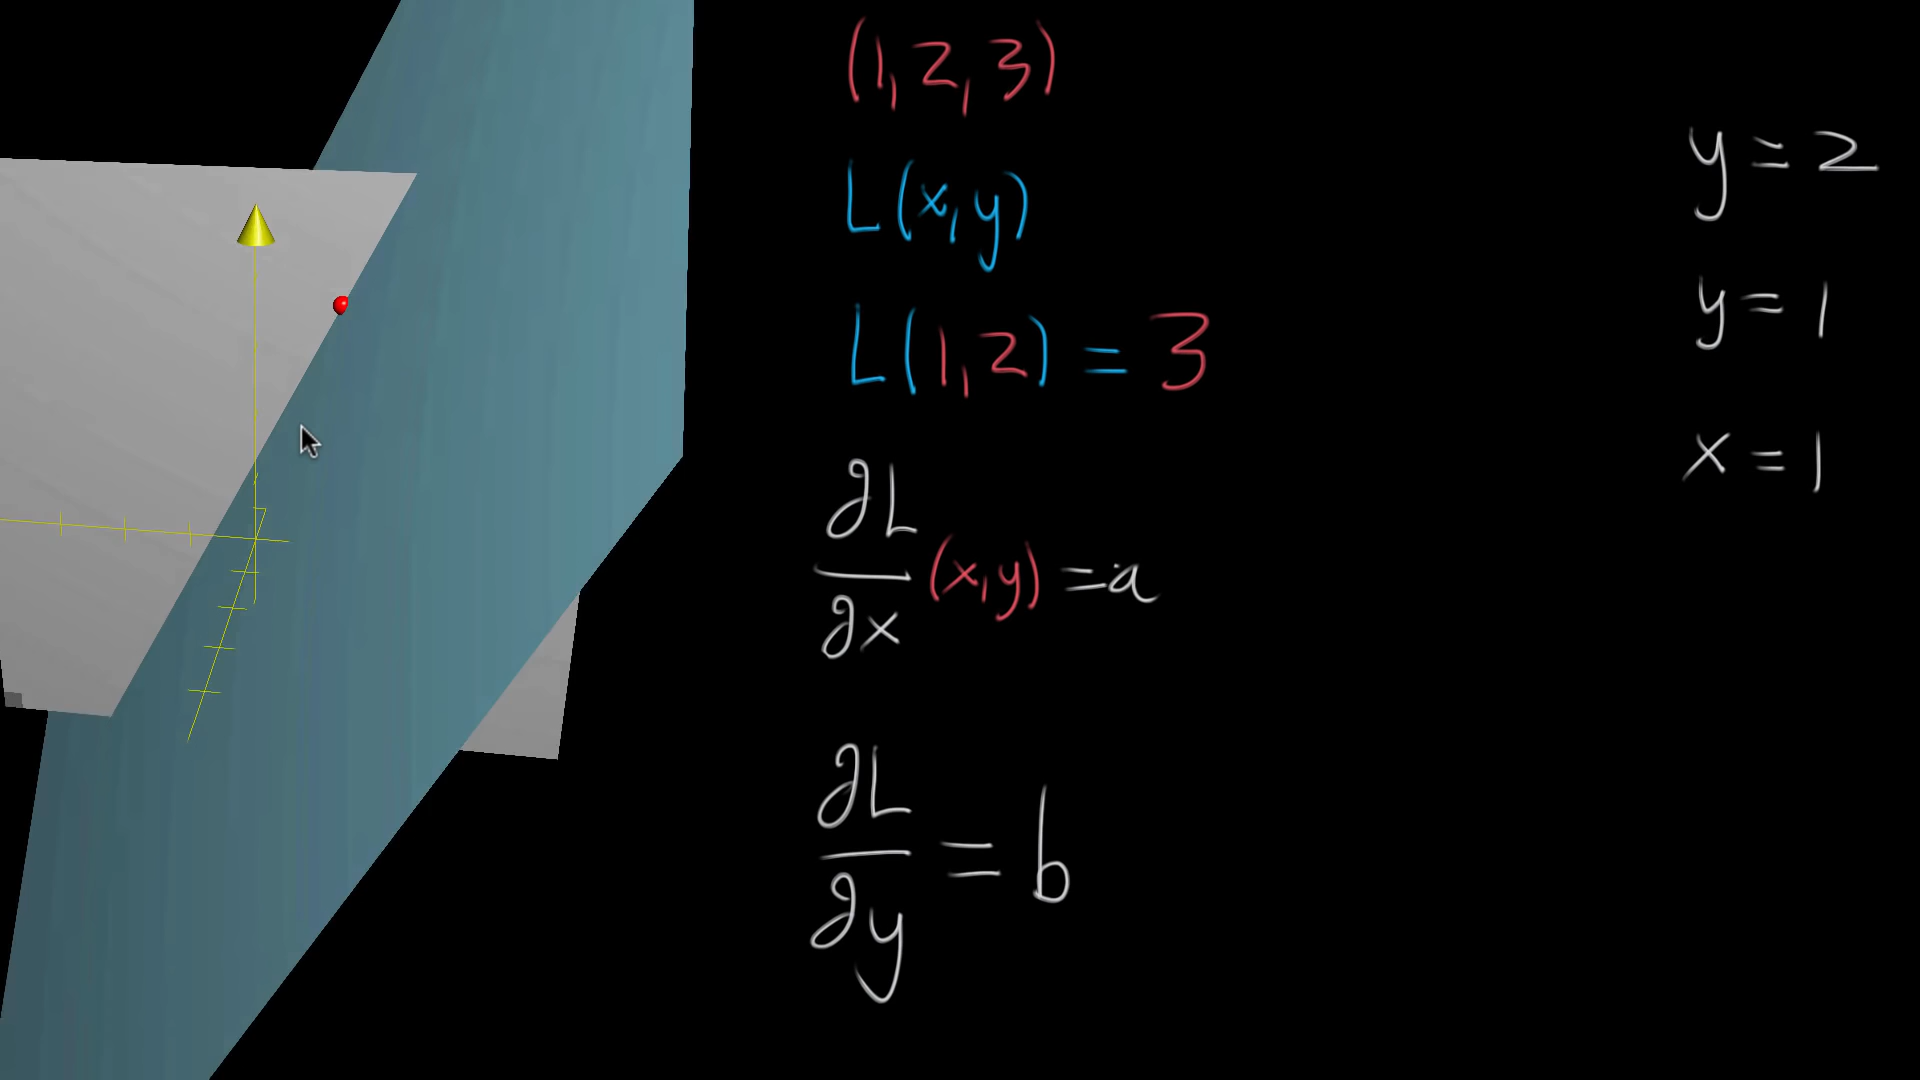 (1, 2, 3)
L(x, y)
L(1, 2) = 3
∂L/∂x (x, y) = a
∂L/∂y = b
y = 2
y = 1
x = 1